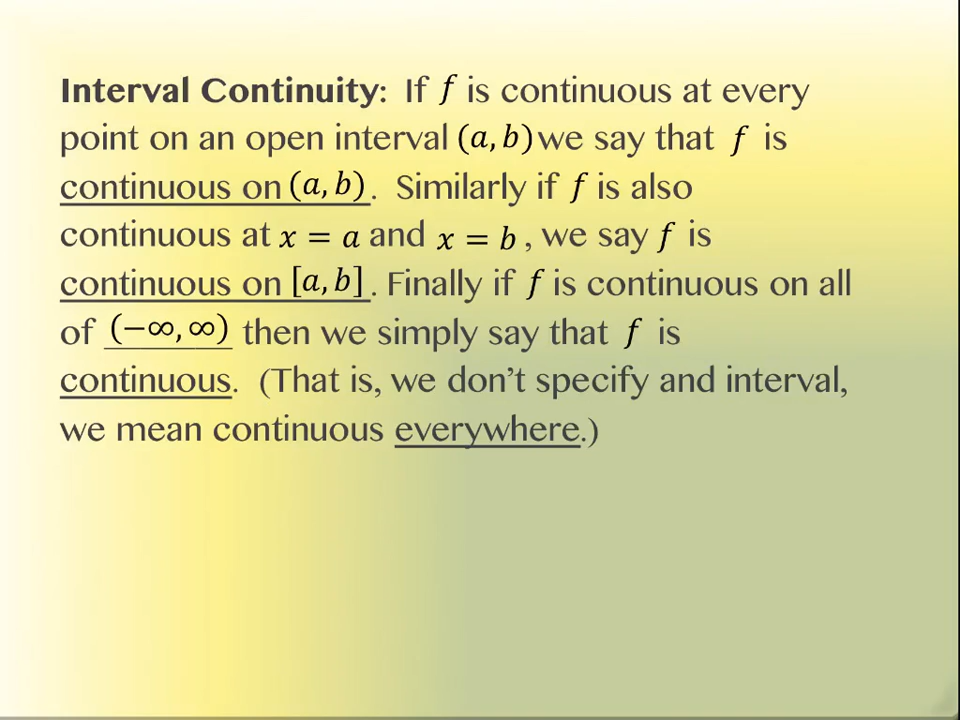 Interval Continuity: If f is continuous at every
point on an open interval (a, b) we say that f is
continuous on (a, b). Similarly if f is also
continuous at x = a and x = b, we say f is
continuous on [a, b]. Finally if f is continuous on all
of (−∞, ∞) then we simply say that f is
continuous. (That is, we don't specify and interval,
we mean continuous everywhere.)